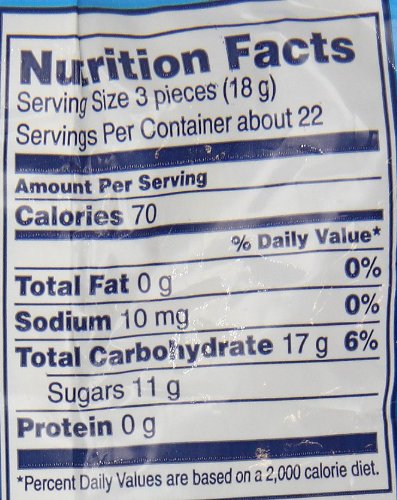 Nutrition Facts
Serving Size 3 pieces (18 g)
Servings Per Container about 22
Amount Per Serving
Calories 70
% Daily Value*
Total Fat 0 g 0%
Sodium 10 mg 0%
Total Carbohydrate 17 g 6%
Sugars 11 g
Protein 0 g
*Percent Daily Values are based on a 2,000 calorie diet.